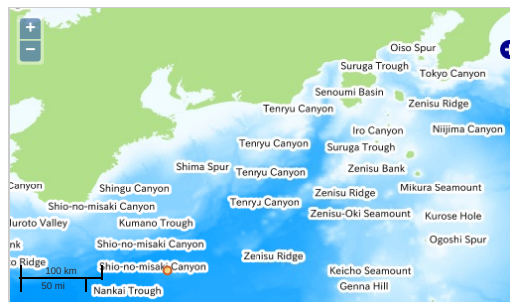 +
−
Oiso Spur
Suruga Trough
Tokyo Canyon
Senoumi Basin
Zenisu Ridge
Tenryu Canyon
Iro Canyon
Niijima Canyon
Tenryu Canyon
Suruga Trough
Shima Spur
Zenisu Bank
Tenryu Canyon
Canyon
Shingu Canyon
Mikura Seamount
Zenisu Ridge
Shio-no-misaki Canyon
Tenryu Canyon
Zenisu-Oki Seamount
Kurose Hole
Muroto Valley
Kumano Trough
Ogoshi Spur
nk
Shio-no-misaki Canyon
Zenisu Ridge
o Ridge
Shio-no-misaki Canyon
Keicho Seamount
100 km
50 mi
Genna Hill
Nankai Trough